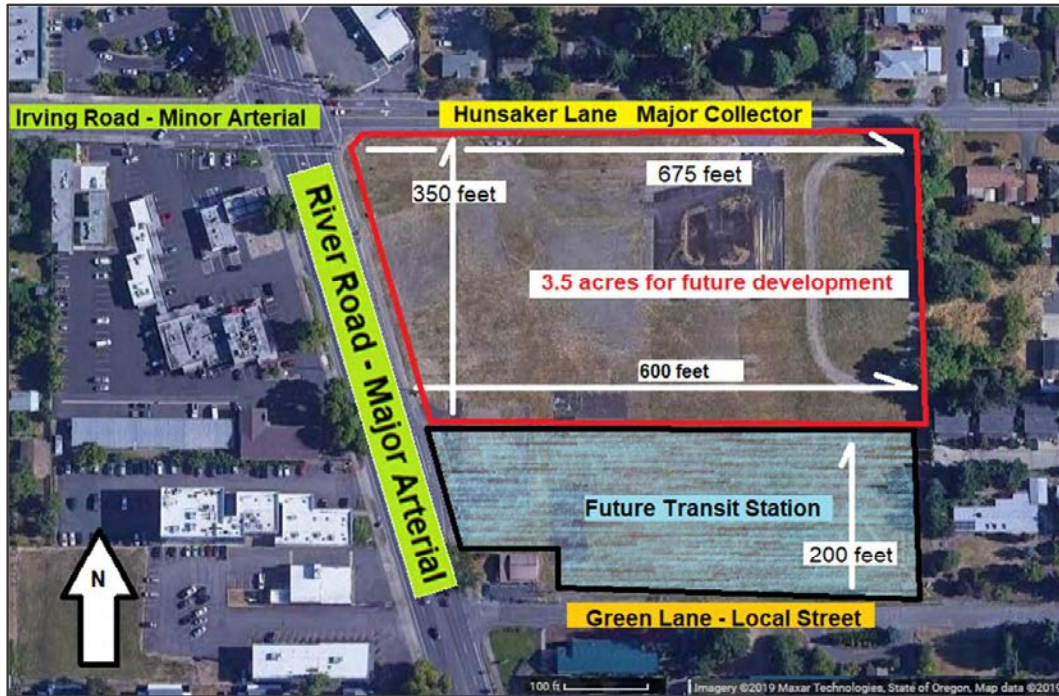 Irving Road - Minor Arterial
Hunsaker Lane Major Collector
675 feet
350 feet
River Road - Major Arterial
3.5 acres for future development
600 feet
Future Transit Station
200 feet
N
Green Lane - Local Street
100 ft
Imagery ©2019 Maxar Technologies, State of Oregon, Map data ©201